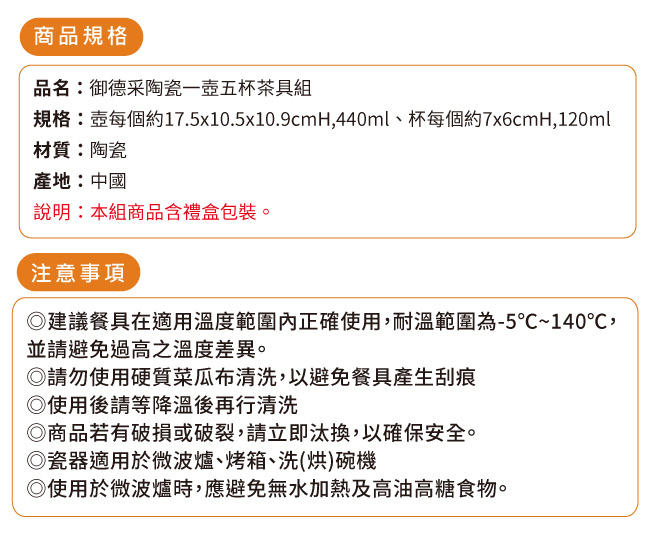 商品規格
品名：御德采陶瓷一壺五杯茶具組
規格：壺每個約17.5x10.5x10.9cmH,440ml、杯每個約7x6cmH,120ml
材質：陶瓷
產地：中國
說明：本組商品含禮盒包裝。
注意事項
◎建議餐具在適用溫度範圍內正確使用，耐溫範圍為-5℃~140℃，
並請避免過高之溫度差異。
◎請勿使用硬質菜瓜布清洗，以避免餐具產生刮痕
◎使用後請等降溫後再行清洗
◎商品若有破損或破裂，請立即汰換，以確保安全。
◎瓷器適用於微波爐、烤箱、洗(烘)碗機
◎使用於微波爐時，應避免無水加熱及高油高糖食物。